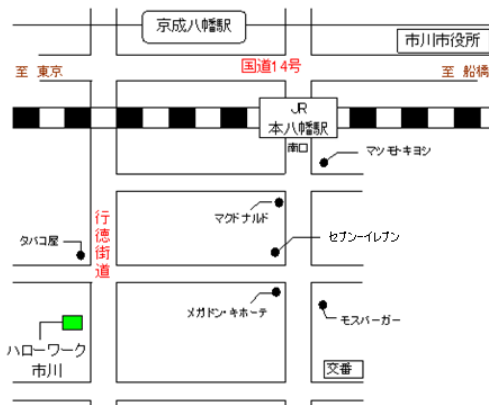 京成八幡駅
市川市役所
至 東京
国道14号
至 船橋
JR
本八幡駅
南口
マツモトキヨシ
マクドナルド
行徳街道
タバコ屋
セブンーイレブン
メガドン・キホーテ
モスバーガー
ハローワーク
市川
交番